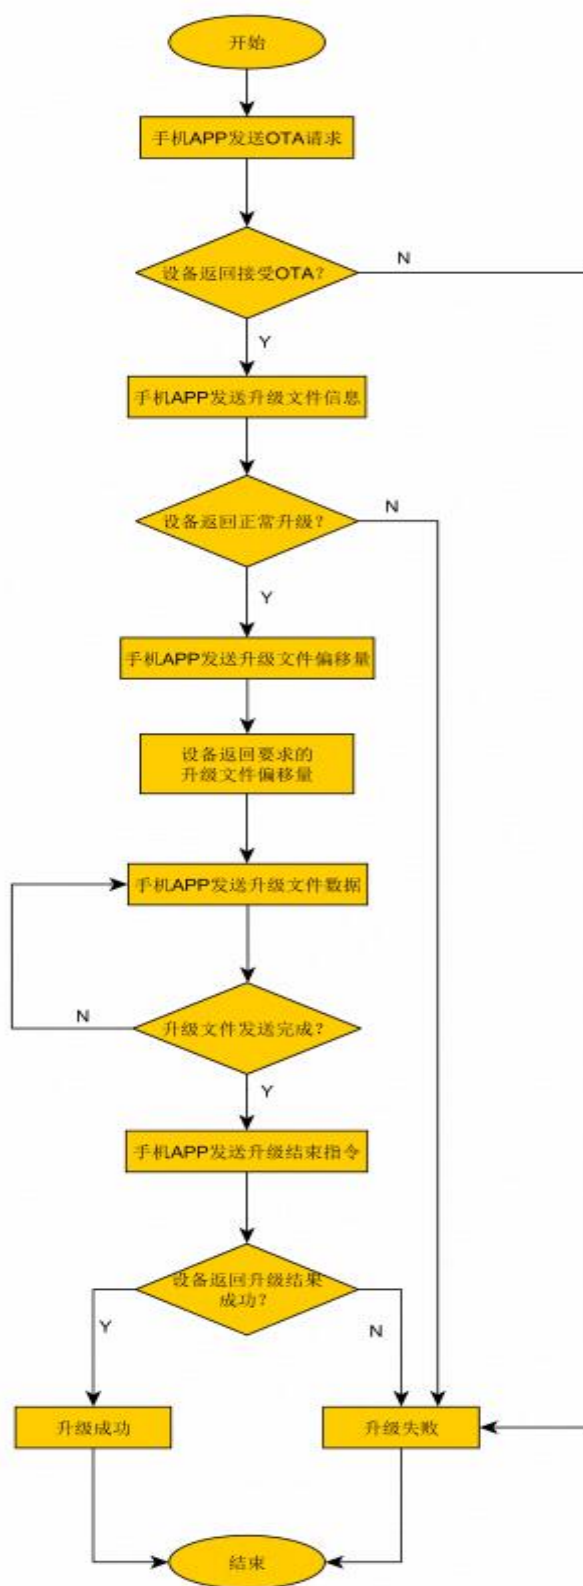 开始
手机APP发送OTA请求
设备返回接受OTA?
N
Y
手机APP发送升级文件信息
设备返回正常升级?
N
Y
手机APP发送升级文件偏移量
设备返回要求的
升级文件偏移量
手机APP发送升级文件数据
升级文件发送完成?
N
Y
手机APP发送升级结束指令
设备返回升级结果
成功?
Y
N
升级成功
升级失败
结束